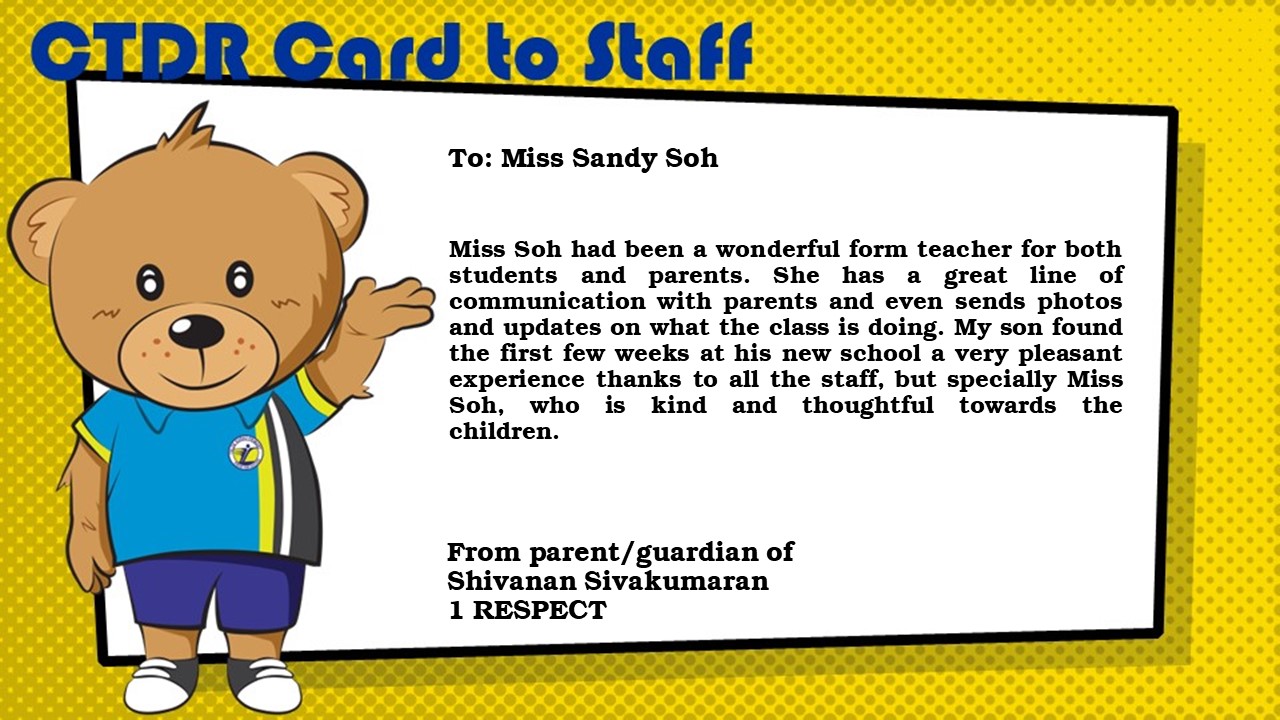 CTDR Card to Staff
To: Miss Sandy Soh
Miss Soh had been a wonderful form teacher for both
students and parents. She has a great line of
communication with parents and even sends photos
and updates on what the class is doing. My son found
the first few weeks at his new school a very pleasant
experience thanks to all the staff, but specially Miss
Soh, who is kind and thoughtful towards the
children.
From parent/guardian of
Shivanan Sivakumaran
1 RESPECT